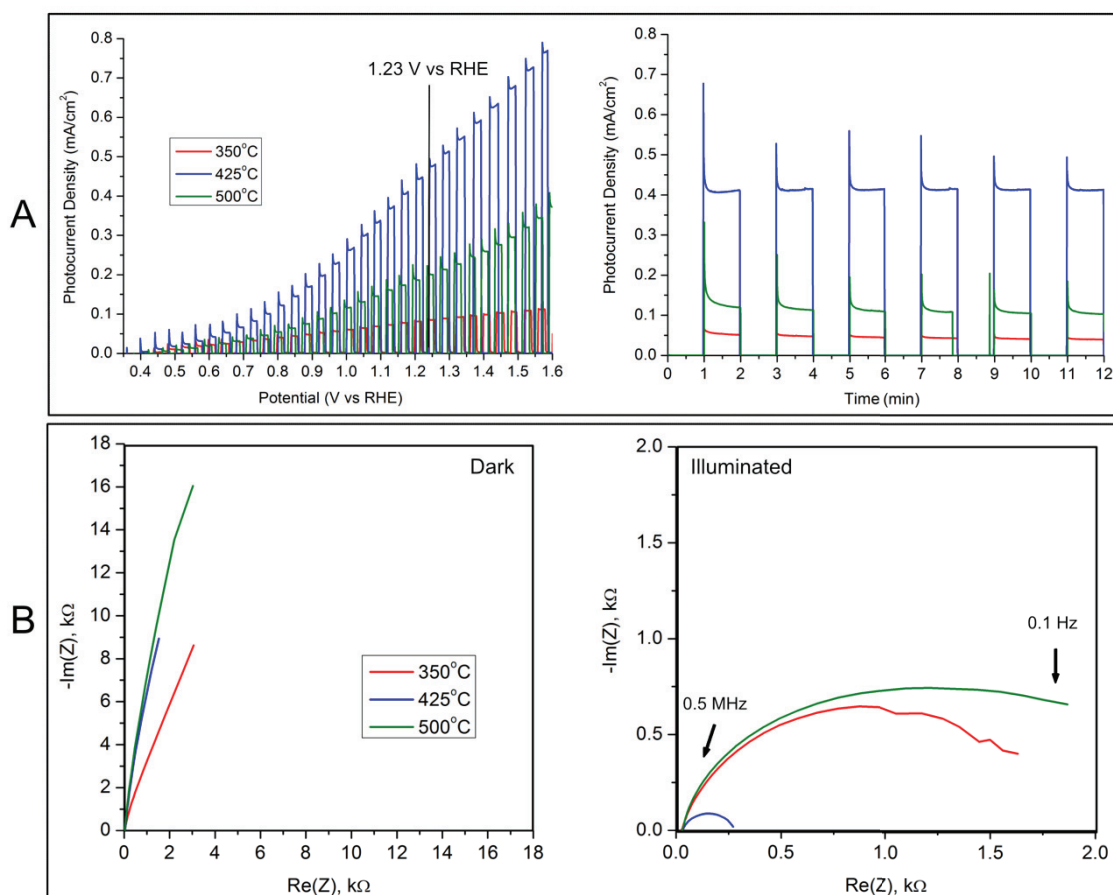 A
0.8
0.7
0.6
0.5
0.4
0.3
0.2
0.1
0.0
Photocurrent Density (mA/cm²)
1.23 V vs RHE
350°C
425°C
500°C
0.4 0.5 0.6 0.7 0.8 0.9 1.0 1.1 1.2 1.3 1.4 1.5 1.6
Potential (V vs RHE)
0.8
0.7
0.6
0.5
0.4
0.3
0.2
0.1
0.0
Photocurrent Density (mA/cm²)
0 1 2 3 4 5 6 7 8 9 10 11 12
Time (min)
B
18
16
14
12
10
8
6
4
2
0
-Im(Z), kΩ
Dark
350°C
425°C
500°C
0 2 4 6 8 10 12 14 16 18
Re(Z), kΩ
2.0
1.5
1.0
0.5
0.0
-Im(Z), kΩ
Illuminated
0.5 MHz
0.1 Hz
0.0 0.5 1.0 1.5 2.0
Re(Z), kΩ